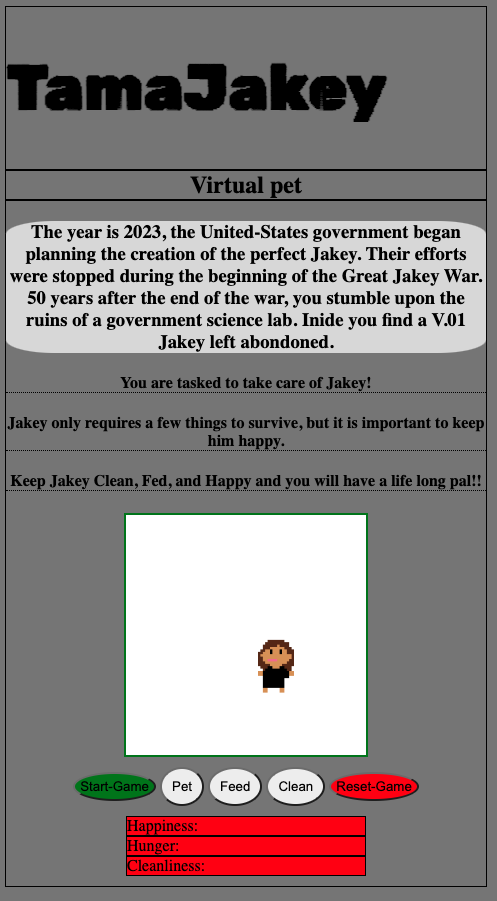 TamaJakey
Virtual pet
The year is 2023, the United-States government began
planning the creation of the perfect Jakey. Their efforts
were stopped during the beginning of the Great Jakey War.
50 years after the end of the war, you stumble upon the
ruins of a government science lab. Inide you find a V.01
Jakey left abondoned.
You are tasked to take care of Jakey!
Jakey only requires a few things to survive, but it is important to keep
him happy.
Keep Jakey Clean, Fed, and Happy and you will have a life long pal!!
Start-Game Pet Feed Clean Reset-Game
Happiness:
Hunger:
Cleanliness: